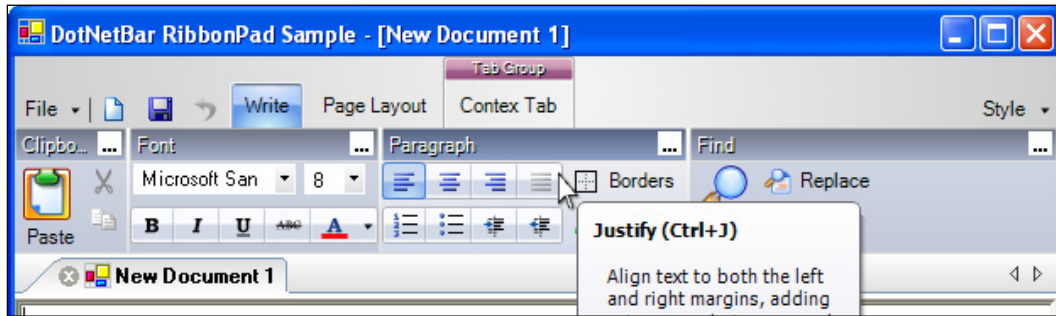 DotNetBar RibbonPad Sample - [New Document 1]
Tab Group
File Write Page Layout Contex Tab Style
Clipbo... ... Font ... Paragraph ... Find ...
Microsoft San 8 Borders Replace
Paste B I U ABC A
Justify (Ctrl+J)
New Document 1
Align text to both the left
and right margins, adding